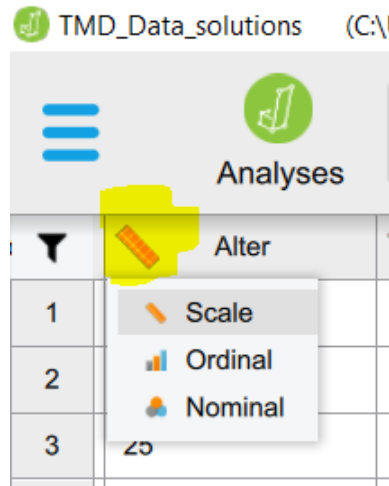 TMD_Data_solutions (C:\
Analyses
Alter
1
Scale
2
Ordinal
Nominal
3
25